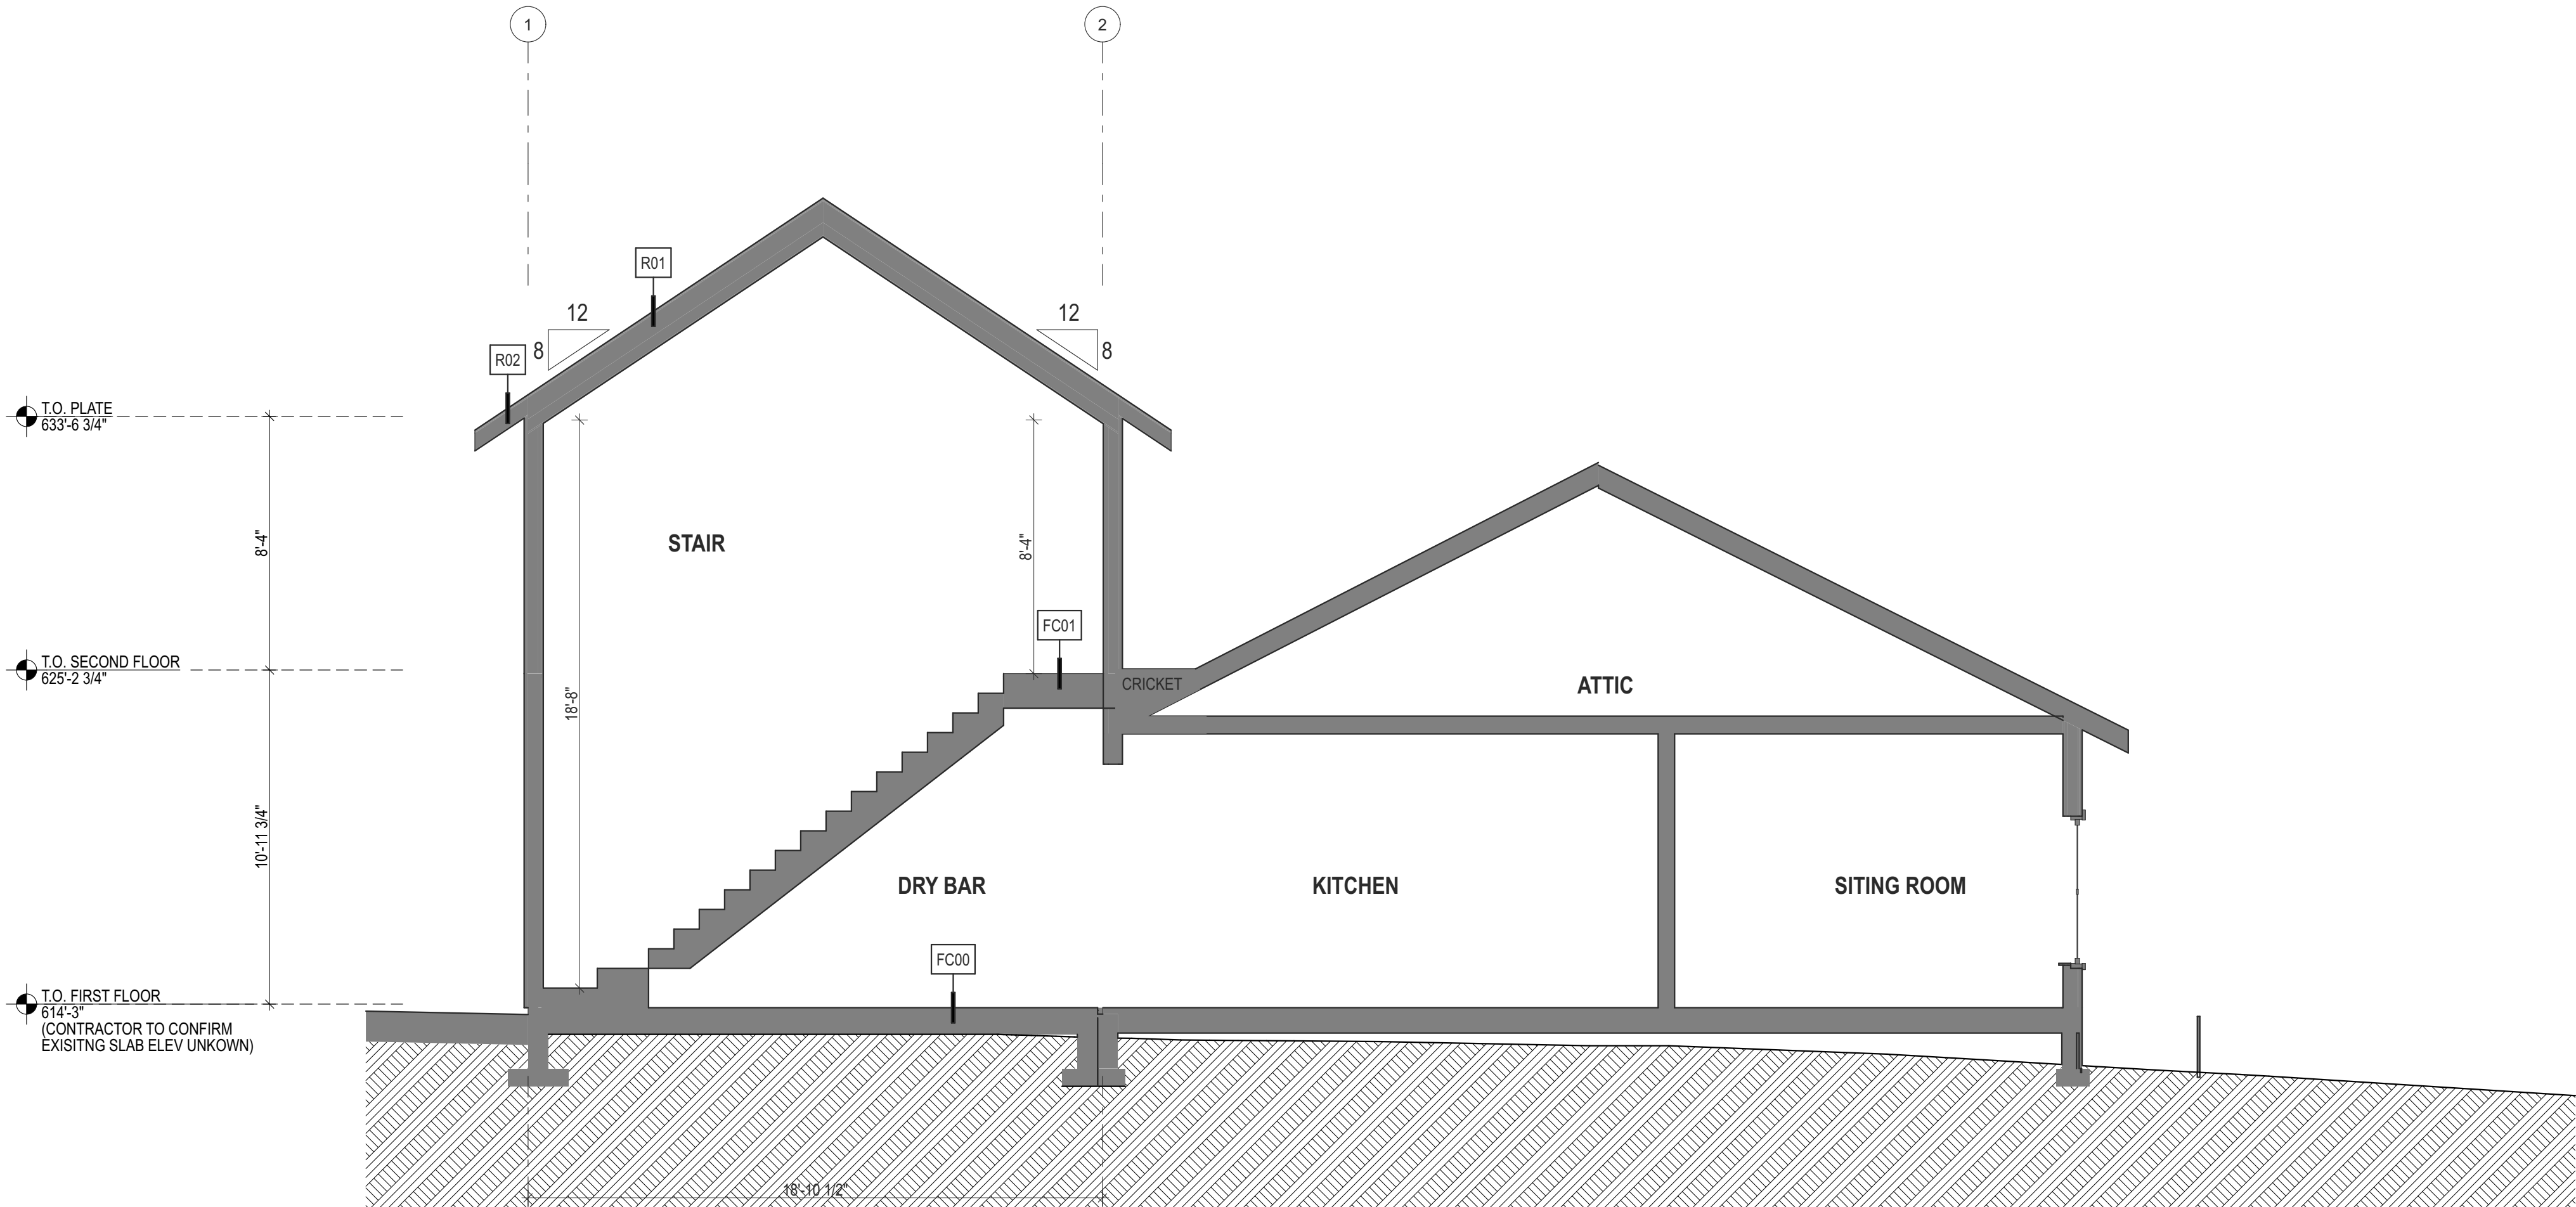 1
2
R01
12
8
12
8
R02
T.O. PLATE
633'-6 3/4"
8'-4"
STAIR
8'-4"
18'-8"
FC01
T.O. SECOND FLOOR
625'-2 3/4"
CRICKET
ATTIC
10'-11 3/4"
DRY BAR
KITCHEN
SITING ROOM
FC00
T.O. FIRST FLOOR
614'-3"
(CONTRACTOR TO CONFIRM
EXISITNG SLAB ELEV UNKOWN)
18'-10 1/2"